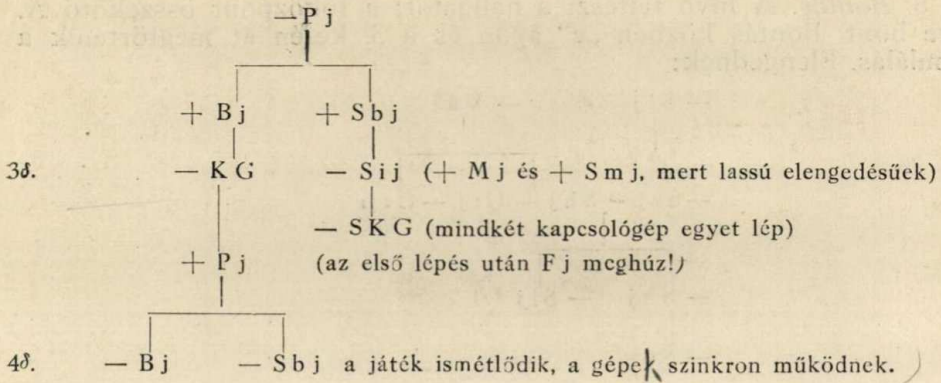 — P j
+ B j + S b j
3δ. — K G — S i j (+ M j és + S m j, mert lassú elengedésűek)
— S K G (mindkét kapcsológép egyet lép)
+ P j (az első lépés után F j meghúz!)
4δ. — B j — S b j a játék ismétlődik, a gépek szinkron működnek.